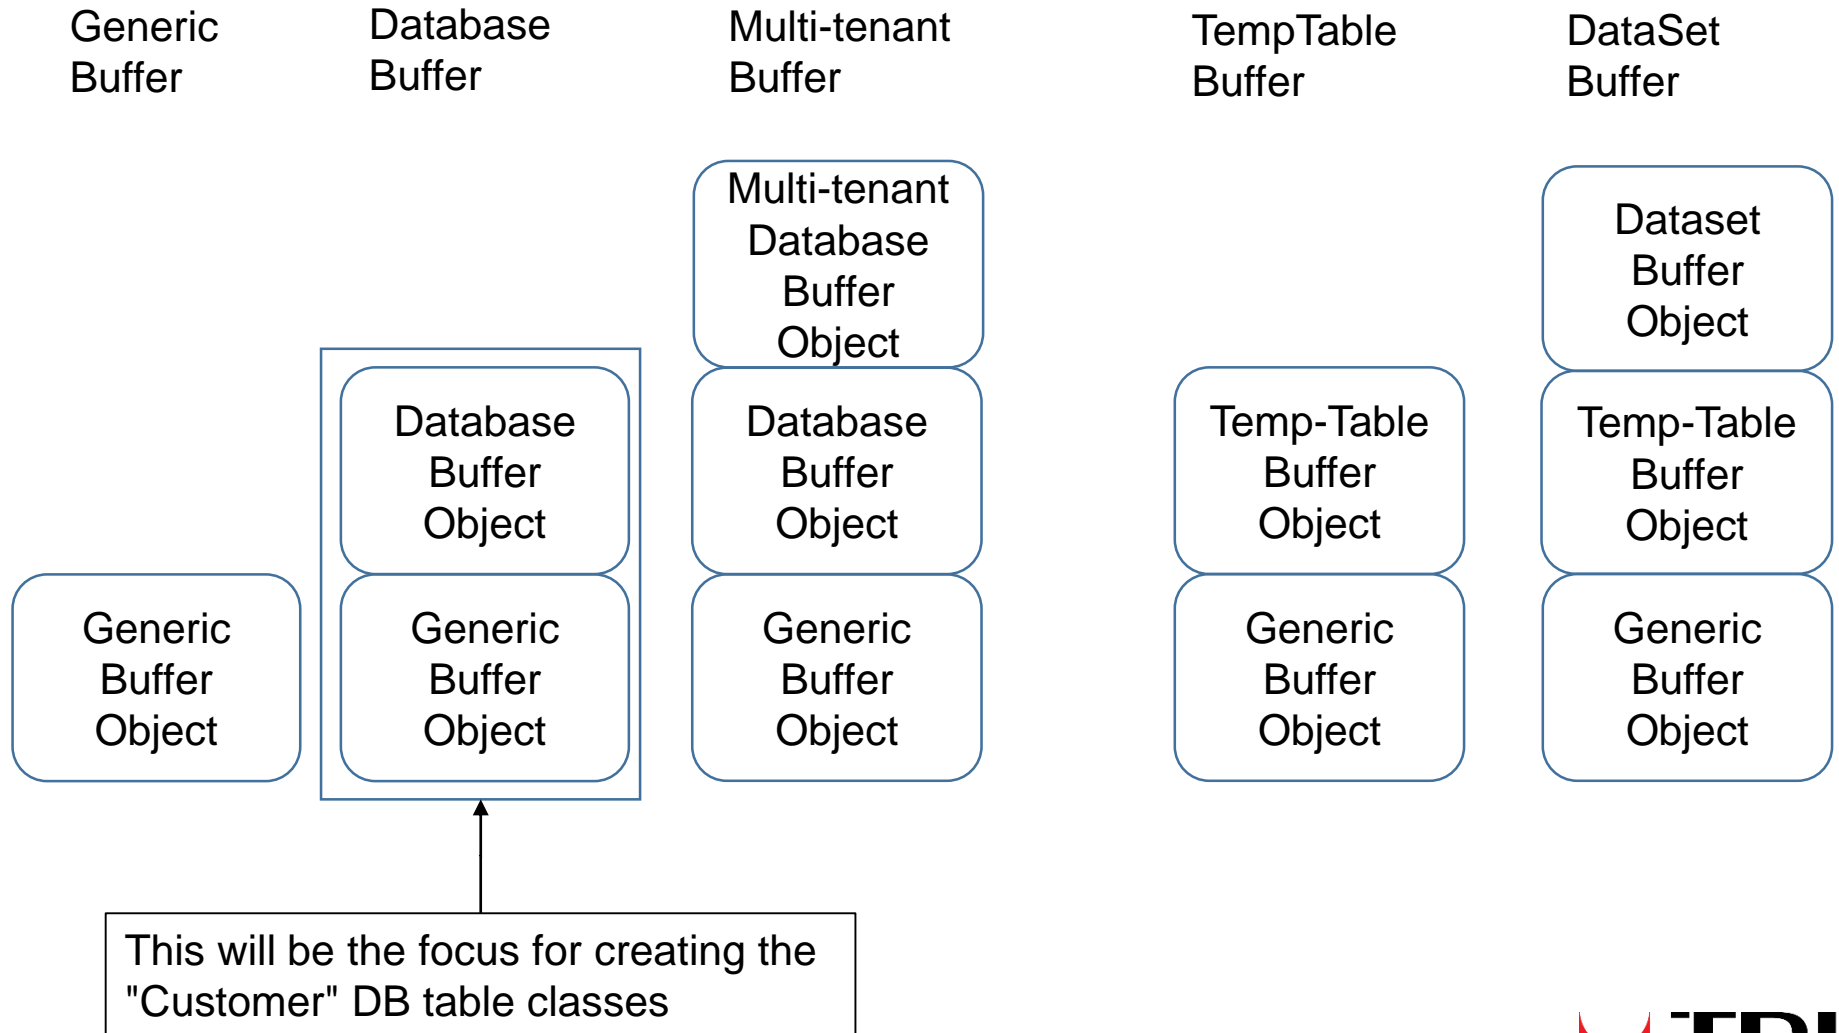 Generic
Buffer
Database
Buffer
Multi-tenant
Buffer
TempTable
Buffer
DataSet
Buffer
Generic
Buffer
Object
Database
Buffer
Object
Generic
Buffer
Object
Multi-tenant
Database
Buffer
Object
Database
Buffer
Object
Generic
Buffer
Object
Temp-Table
Buffer
Object
Generic
Buffer
Object
Dataset
Buffer
Object
Temp-Table
Buffer
Object
Generic
Buffer
Object
This will be the focus for creating the
"Customer" DB table classes